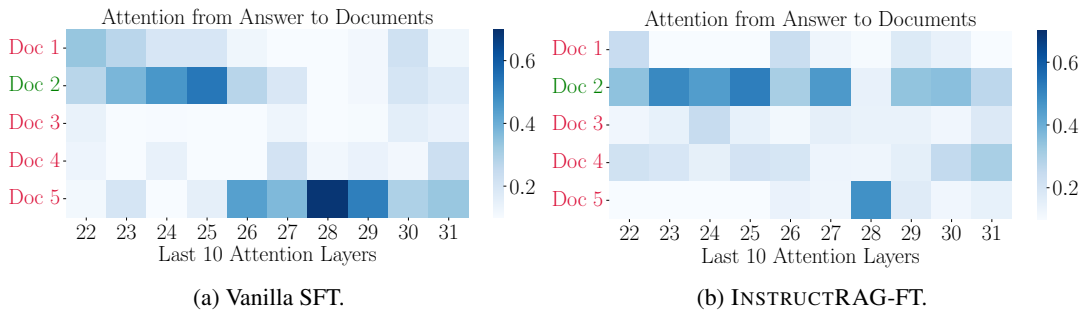 Attention from Answer to Documents
Doc 1
Doc 2
Doc 3
Doc 4
Doc 5
0.6
0.4
0.2
22 23 24 25 26 27 28 29 30 31
Last 10 Attention Layers
(a) Vanilla SFT.
Attention from Answer to Documents
Doc 1
Doc 2
Doc 3
Doc 4
Doc 5
0.6
0.4
0.2
22 23 24 25 26 27 28 29 30 31
Last 10 Attention Layers
(b) INSTRUCTRAG-FT.